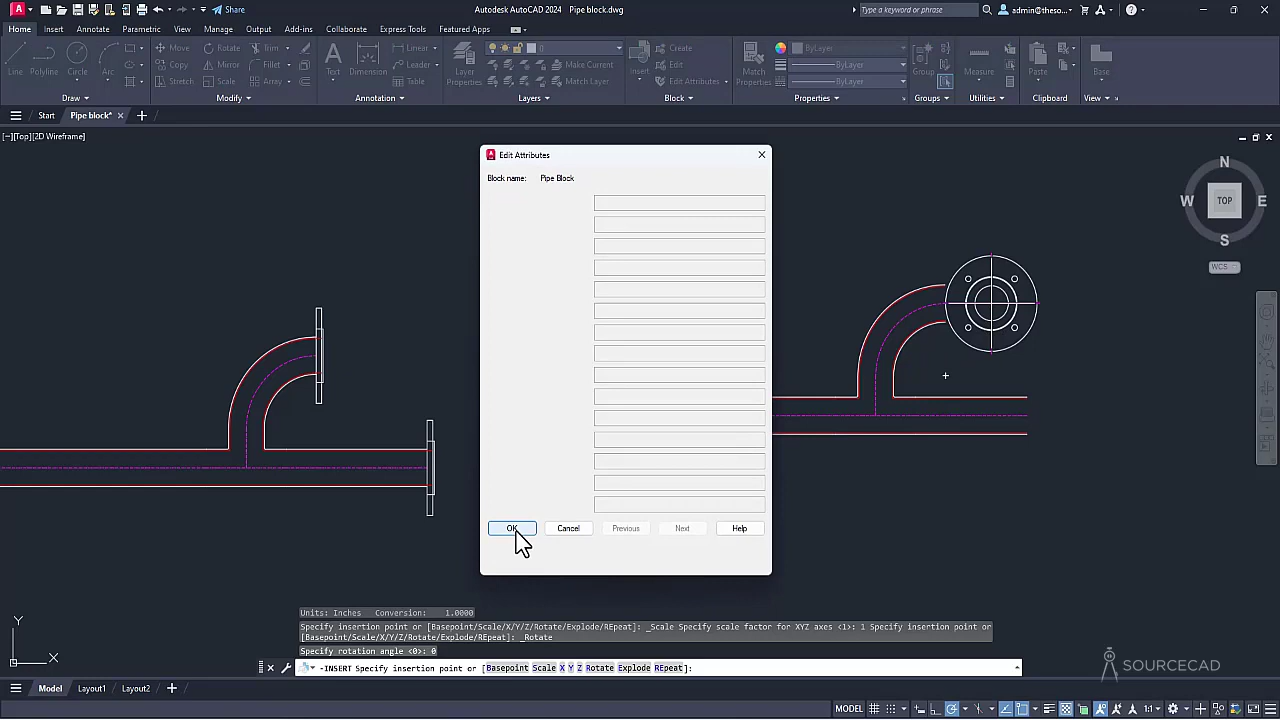 Share
Autodesk AutoCAD 2024 Pipe block.dwg
Type a keyword or phrase
admin@theso...
Home Insert Annotate Parametric View Manage Output Add-ins Collaborate Express Tools Featured Apps
Line Polyline Circle Arc
Move Rotate Trim
Copy Mirror Fillet
Stretch Scale Array
Text Dimension
Linear
Leader
Table
Layer Properties
0
Make Current
Match Layer
Insert
Create
Edit
Edit Attributes
Match Properties
ByLayer
ByLayer
ByLayer
Group
Measure
Paste
Base
Draw Modify Annotation Layers Block Properties Groups Utilities Clipboard View
Start Pipe block*
[−][Top][2D Wireframe]
Edit Attributes
Block name: Pipe Block
OK Cancel Previous Next Help
N
W TOP E
S
WCS
Y
X
Units: Inches Conversion: 1.0000
Specify insertion point or [Basepoint/Scale/X/Y/Z/Rotate/Explode/REpeat]: _Scale Specify scale factor for XYZ axes <1>: 1 Specify insertion point or
[Basepoint/Scale/X/Y/Z/Rotate/Explode/REpeat]: _Rotate
Specify rotation angle <0>: 0
-INSERT Specify insertion point or [Basepoint Scale X Y Z Rotate Explode REpeat]:
SOURCECAD
Model Layout1 Layout2
MODEL 1:1